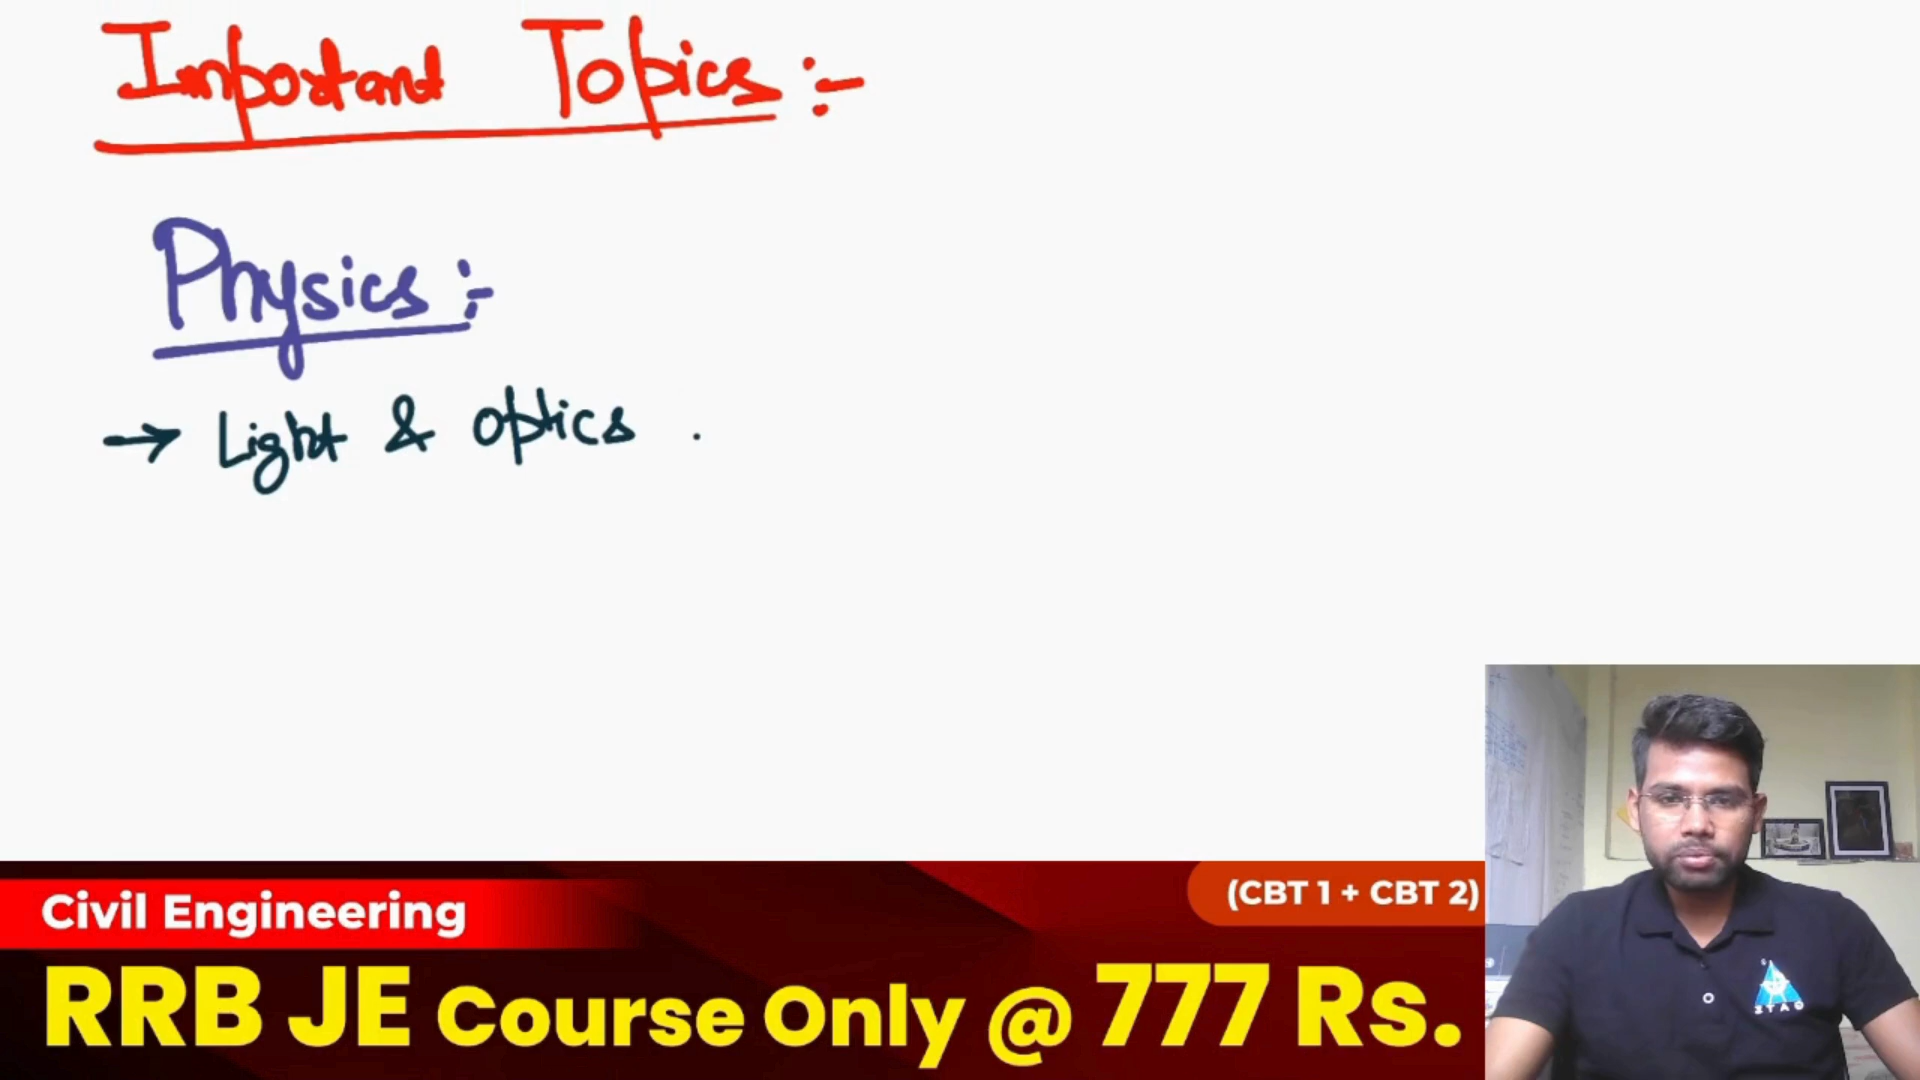 Important Topics :-
Physics :-
→ Light & optics .
Civil Engineering
(CBT 1 + CBT 2)
RRB JE Course Only @ 777 Rs.